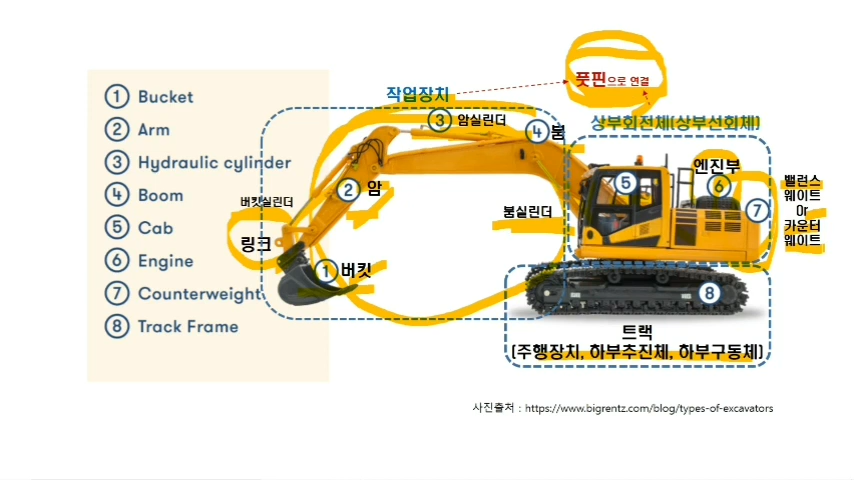 풋핀으로 연결
작업장치
① Bucket
② Arm
③ Hydraulic cylinder
④ Boom
⑤ Cab
⑥ Engine
⑦ Counterweight
⑧ Track Frame
③ 암실린더
④ 붐
상부회전체(상부선회체)
엔진부
⑤
⑥
⑦
밸런스
웨이트
Or
카운터
웨이트
② 암
버킷실린더
붐실린더
링크
① 버킷
⑧
트랙
(주행장치, 하부추진체, 하부구동체)
사진출처 : https://www.bigrentz.com/blog/types-of-excavators